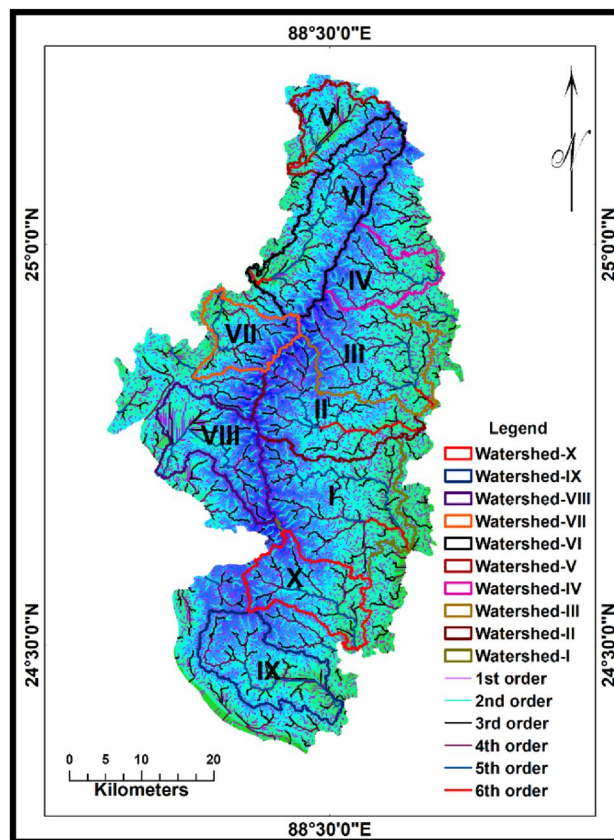 88°30'0"E
N
25°0'0"N
25°0'0"N
V
VI
IV
VII
III
II
VIII
I
X
IX
Legend
Watershed-X
Watershed-IX
Watershed-VIII
Watershed-VII
Watershed-VI
Watershed-V
Watershed-IV
Watershed-III
Watershed-II
Watershed-I
1st order
2nd order
3rd order
4th order
5th order
6th order
24°30'0"N
24°30'0"N
0 5 10 15 20
Kilometers
88°30'0"E